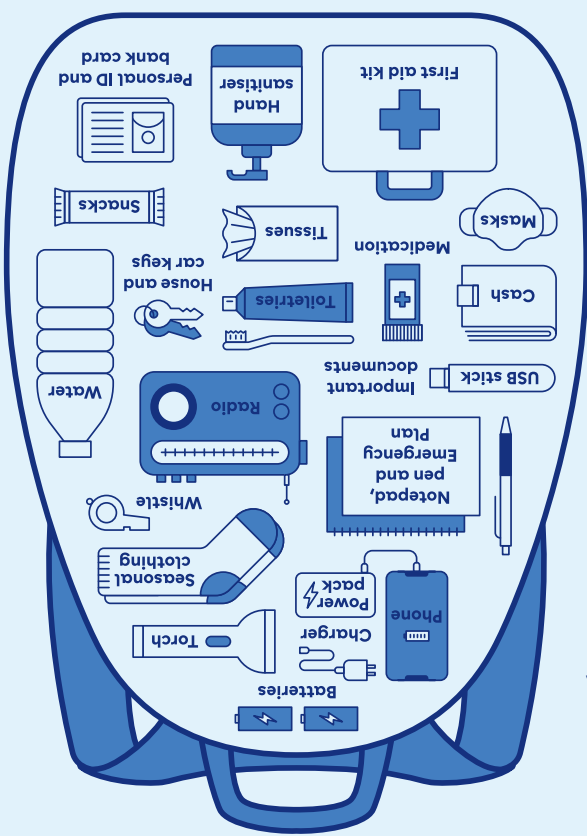 Batteries
Torch
Charger
Power
pack
Phone
Seasonal
clothing
Whistle
Notepad,
pen and
Emergency
Plan
Radio
Water
USB stick
Important
documents
Toiletries
House and
car keys
Medication
Cash
Tissues
Masks
Snacks
First aid kit
Hand
sanitiser
Personal ID and
bank card